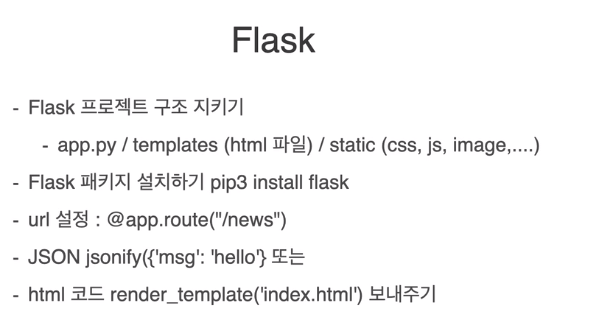 Flask
- Flask 프로젝트 구조 지키기
- app.py / templates (html 파일) / static (css, js, image,....)
- Flask 패키지 설치하기 pip3 install flask
- url 설정 : @app.route("/news")
- JSON jsonify({'msg': 'hello'} 또는
- html 코드 render_template('index.html') 보내주기